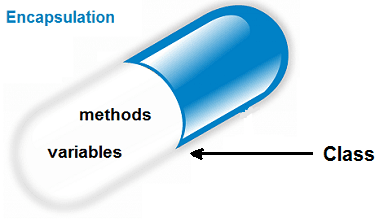 Encapsulation
methods
variables
Class